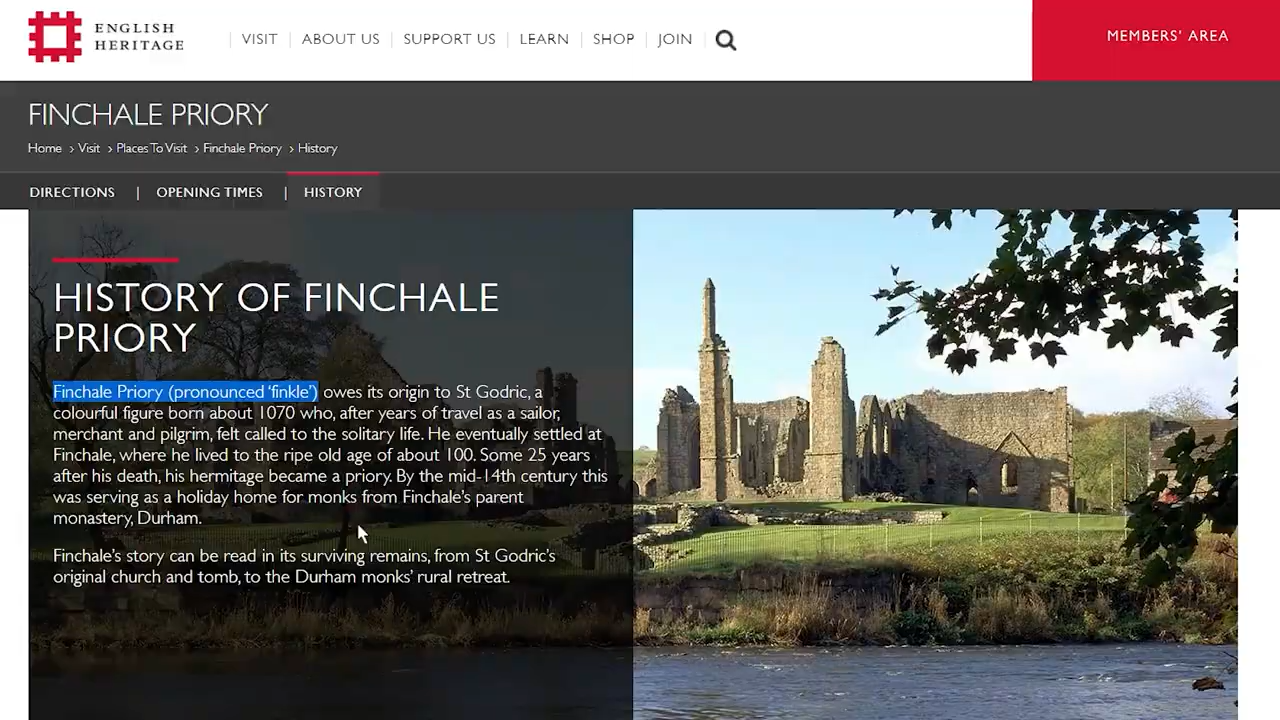 ENGLISH
HERITAGE
VISIT
ABOUT US
SUPPORT US
LEARN
SHOP
JOIN
MEMBERS' AREA
FINCHALE PRIORY
Home › Visit › Places To Visit › Finchale Priory › History
DIRECTIONS | OPENING TIMES | HISTORY
HISTORY OF FINCHALE
PRIORY
Finchale Priory (pronounced ‘finkle’) owes its origin to St Godric, a
colourful figure born about 1070 who, after years of travel as a sailor,
merchant and pilgrim, felt called to the solitary life. He eventually settled at
Finchale, where he lived to the ripe old age of about 100. Some 25 years
after his death, his hermitage became a priory. By the mid-14th century this
was serving as a holiday home for monks from Finchale’s parent
monastery, Durham.
Finchale’s story can be read in its surviving remains, from St Godric’s
original church and tomb, to the Durham monks’ rural retreat.